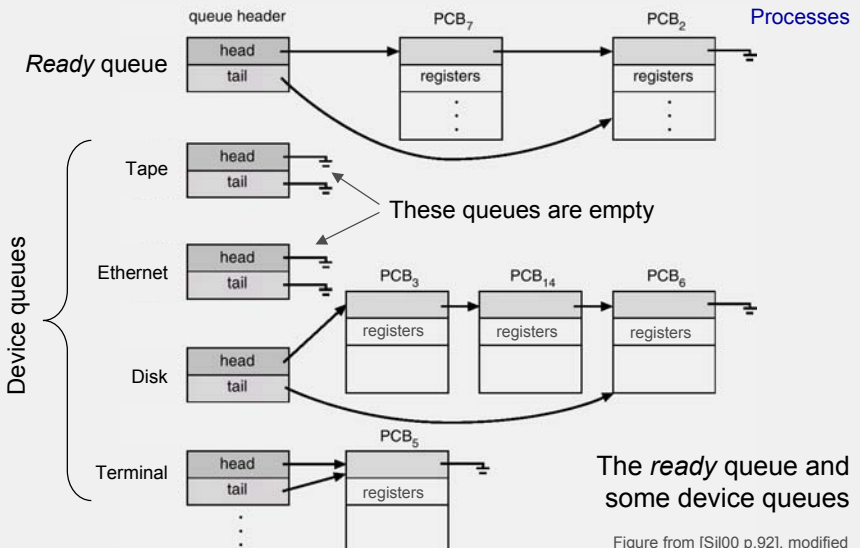 Processes
queue header
PCB₇
PCB₂
Ready queue
head
tail
registers
registers
Device queues
Tape
head
tail
These queues are empty
Ethernet
head
tail
PCB₃
PCB₁₄
PCB₆
registers
registers
registers
Disk
head
tail
PCB₅
Terminal
head
tail
registers
The ready queue and
some device queues
Figure from [Sil00 p.92], modified